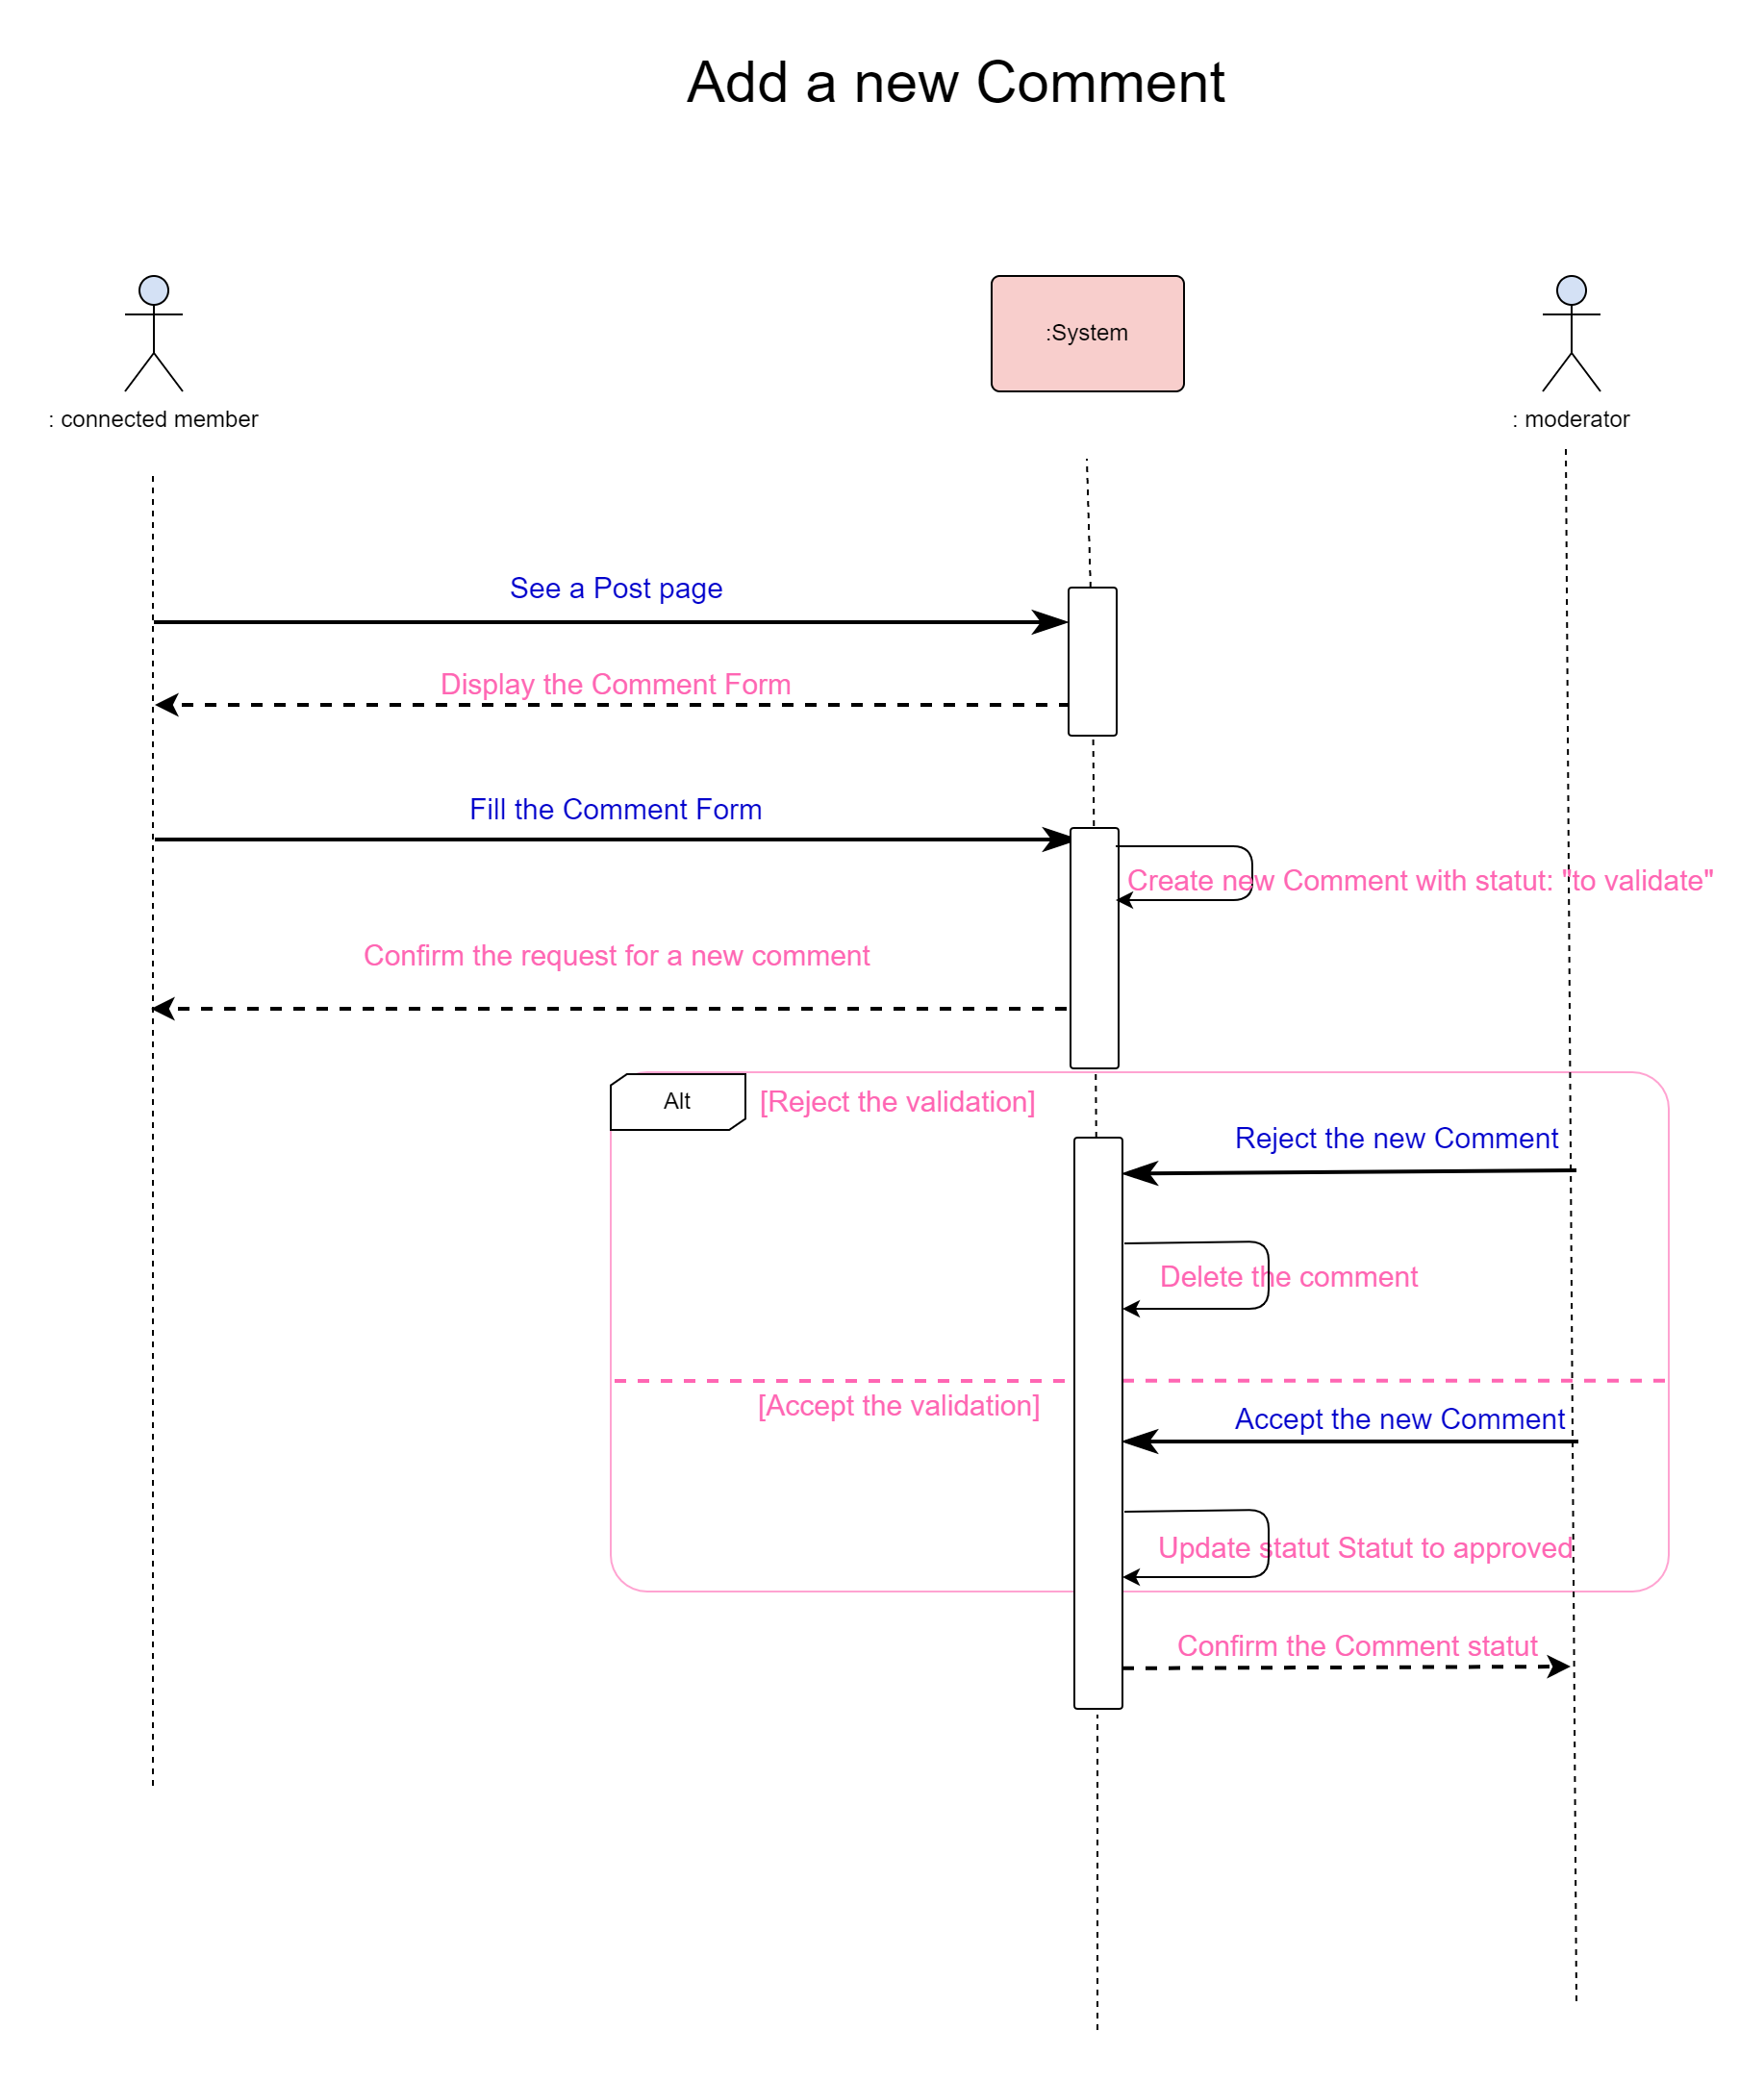 Add a new Comment
: connected member
:System
: moderator
See a Post page
Display the Comment Form
Fill the Comment Form
Create new Comment with statut: "to validate"
Confirm the request for a new comment
Alt
[Reject the validation]
Reject the new Comment
Delete the comment
[Accept the validation]
Accept the new Comment
Update statut Statut to approved
Confirm the Comment statut